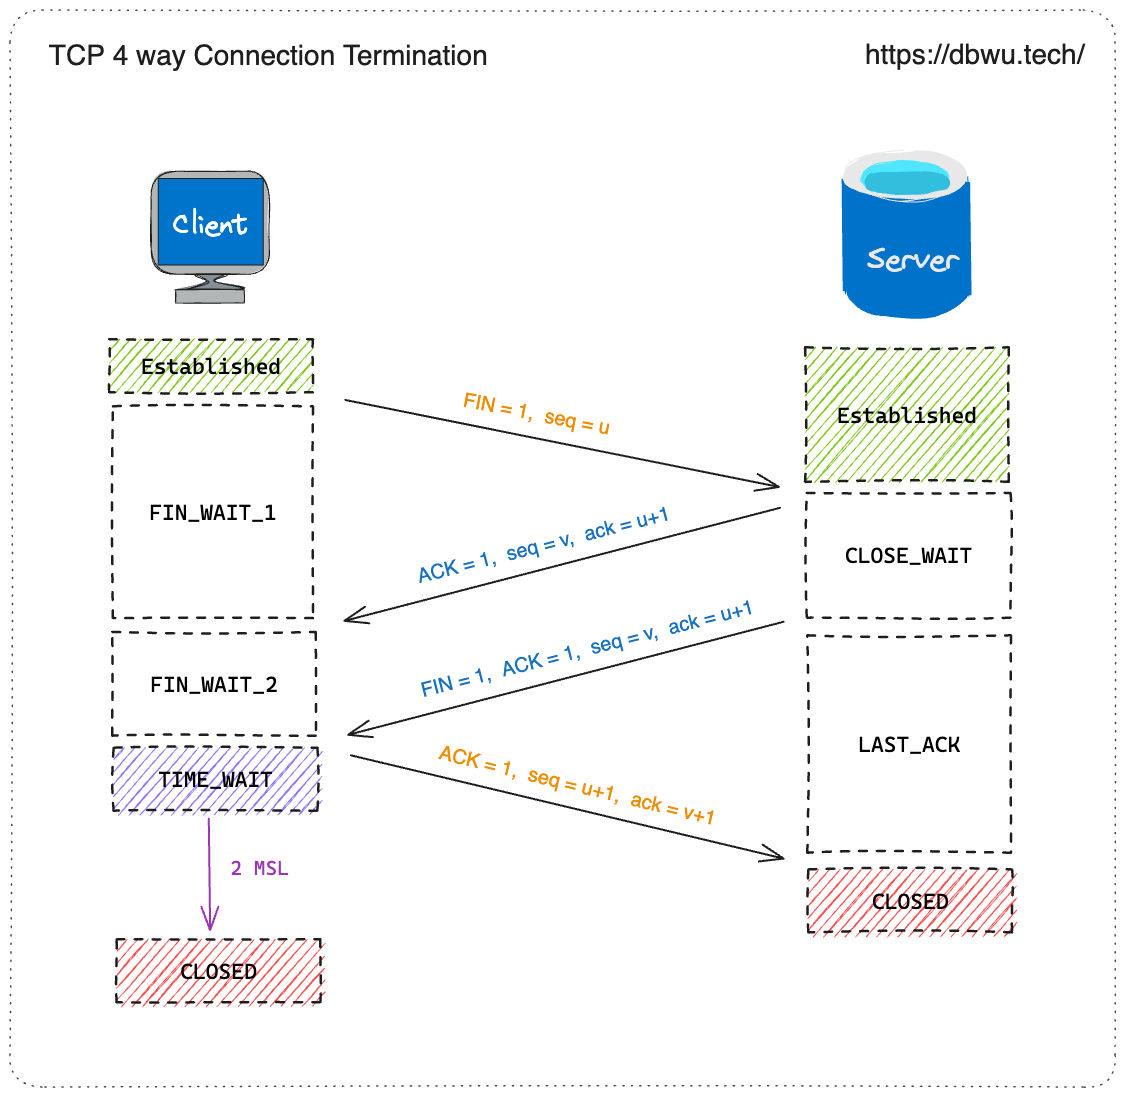 TCP 4 way Connection Termination
https://dbwu.tech/
Client
Server
Established
Established
FIN = 1, seq = u
FIN_WAIT_1
CLOSE_WAIT
ACK = 1, seq = v, ack = u+1
FIN = 1, ACK = 1, seq = v, ack = u+1
FIN_WAIT_2
LAST_ACK
TIME_WAIT
ACK = 1, seq = u+1, ack = v+1
2 MSL
CLOSED
CLOSED